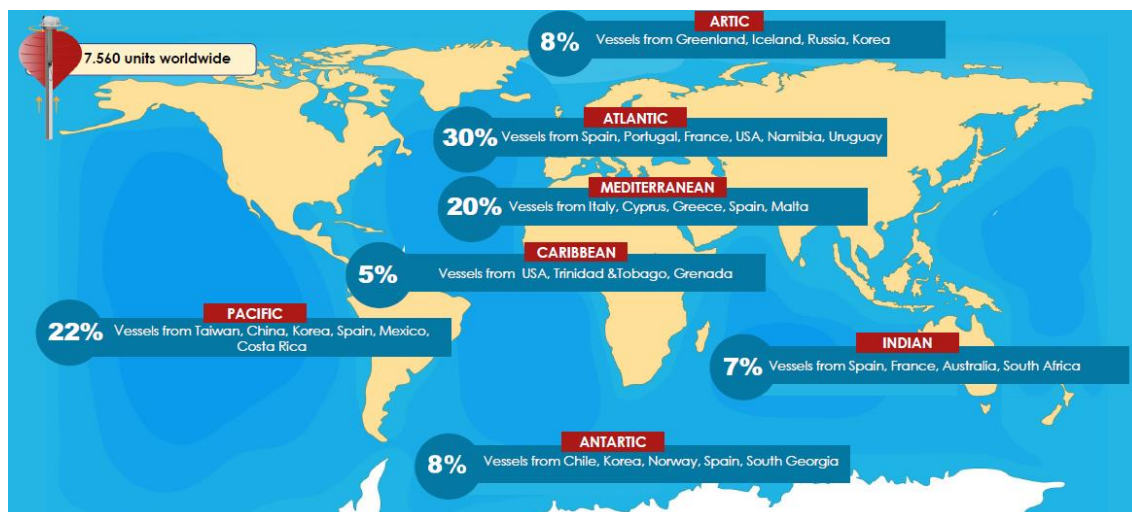 7.560 units worldwide
ARTIC
8%
Vessels from Greenland, Iceland, Russia, Korea
ATLANTIC
30%
Vessels from Spain, Portugal, France, USA, Namibia, Uruguay
MEDITERRANEAN
20%
Vessels from Italy, Cyprus, Greece, Spain, Malta
CARIBBEAN
5%
Vessels from USA, Trinidad &Tobago, Grenada
PACIFIC
22%
Vessels from Taiwan, China, Korea, Spain, Mexico,
Costa Rica
INDIAN
7%
Vessels from Spain, France, Australia, South Africa
ANTARTIC
8%
Vessels from Chile, Korea, Norway, Spain, South Georgia